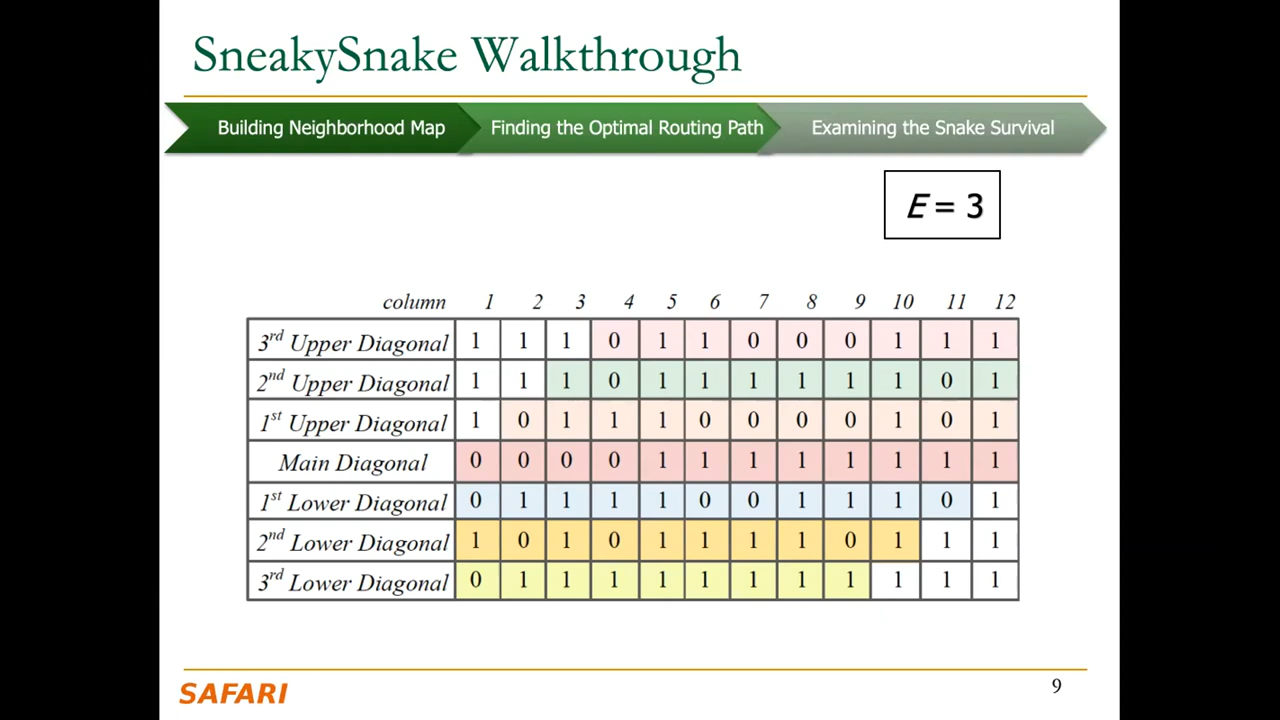 SneakySnake Walkthrough
Building Neighborhood Map Finding the Optimal Routing Path Examining the Snake Survival
E = 3
column 1 2 3 4 5 6 7 8 9 10 11 12
3rd Upper Diagonal 1 1 1 0 1 1 0 0 0 1 1 1
2nd Upper Diagonal 1 1 1 0 1 1 1 1 1 1 0 1
1st Upper Diagonal 1 0 1 1 1 0 0 0 0 1 0 1
Main Diagonal 0 0 0 0 1 1 1 1 1 1 1 1
1st Lower Diagonal 0 1 1 1 1 0 0 1 1 1 0 1
2nd Lower Diagonal 1 0 1 0 1 1 1 1 0 1 1 1
3rd Lower Diagonal 0 1 1 1 1 1 1 1 1 1 1 1
SAFARI
9